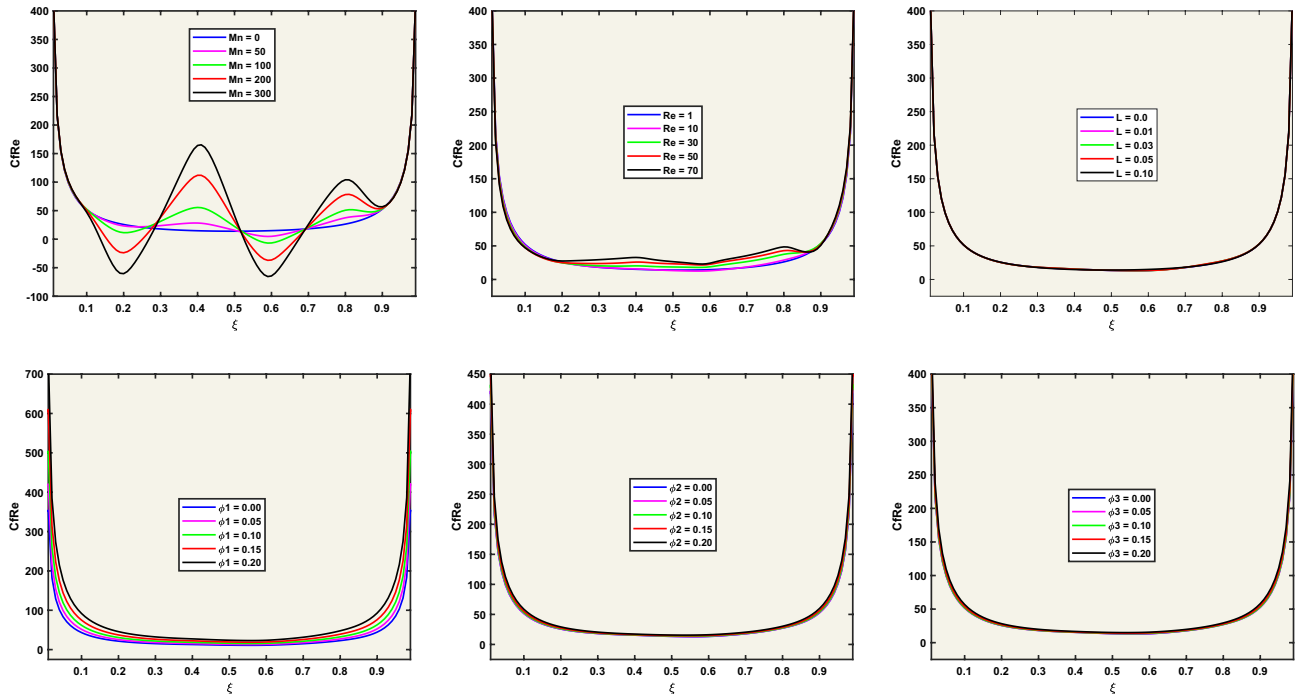 400
350
300
250
200
150
100
50
0
-50
-100
CfRe
Mn = 0
Mn = 50
Mn = 100
Mn = 200
Mn = 300
0.1 0.2 0.3 0.4 0.5 0.6 0.7 0.8 0.9
ξ
400
350
300
250
200
150
100
50
0
CfRe
Re = 1
Re = 10
Re = 30
Re = 50
Re = 70
0.1 0.2 0.3 0.4 0.5 0.6 0.7 0.8 0.9
ξ
400
350
300
250
200
150
100
50
0
CfRe
L = 0.0
L = 0.01
L = 0.03
L = 0.05
L = 0.10
0.1 0.2 0.3 0.4 0.5 0.6 0.7 0.8 0.9
ξ
700
600
500
400
300
200
100
0
CfRe
ϕ1 = 0.00
ϕ1 = 0.05
ϕ1 = 0.10
ϕ1 = 0.15
ϕ1 = 0.20
0.1 0.2 0.3 0.4 0.5 0.6 0.7 0.8 0.9
ξ
450
400
350
300
250
200
150
100
50
0
CfRe
ϕ2 = 0.00
ϕ2 = 0.05
ϕ2 = 0.10
ϕ2 = 0.15
ϕ2 = 0.20
0.1 0.2 0.3 0.4 0.5 0.6 0.7 0.8 0.9
ξ
400
350
300
250
200
150
100
50
0
CfRe
ϕ3 = 0.00
ϕ3 = 0.05
ϕ3 = 0.10
ϕ3 = 0.15
ϕ3 = 0.20
0.1 0.2 0.3 0.4 0.5 0.6 0.7 0.8 0.9
ξ